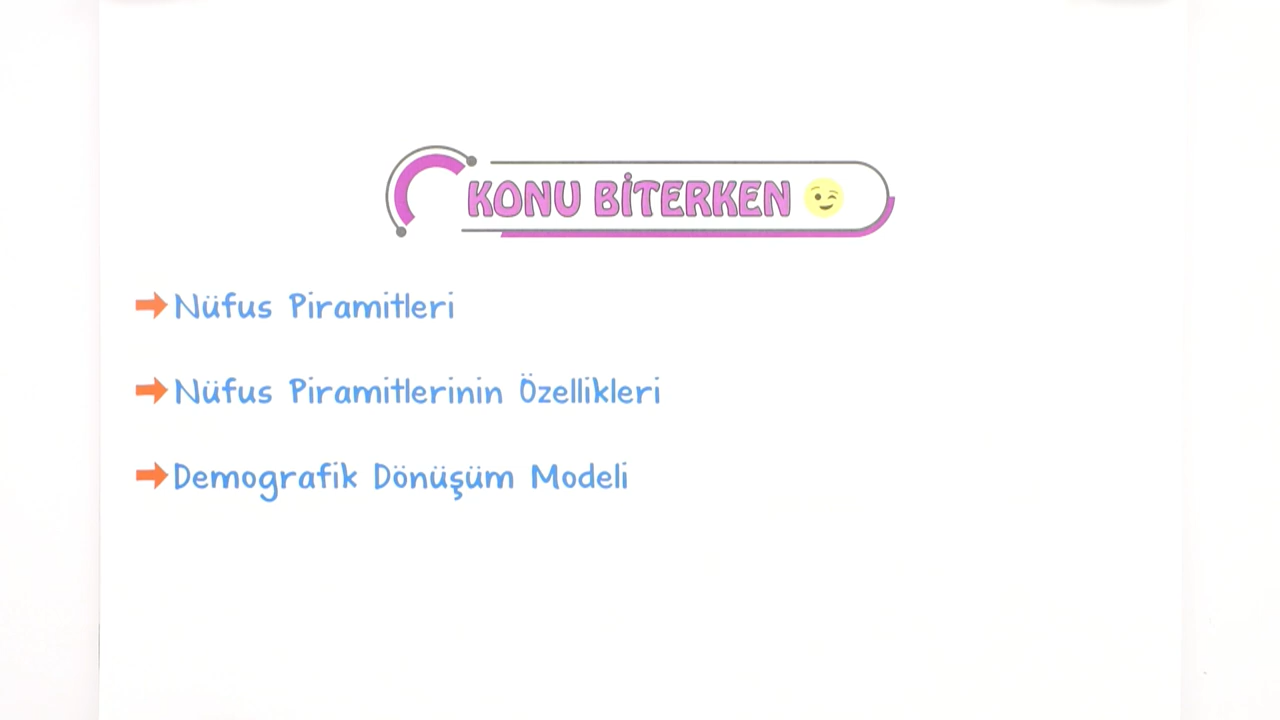 KONU BİTERKEN
Nüfus Piramitleri
Nüfus Piramitlerinin Özellikleri
Demografik Dönüşüm Modeli